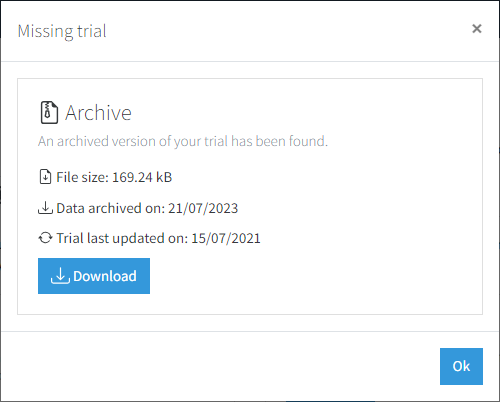 Missing trial
×
Archive
An archived version of your trial has been found.
File size: 169.24 kB
Data archived on: 21/07/2023
Trial last updated on: 15/07/2021
Download
Ok